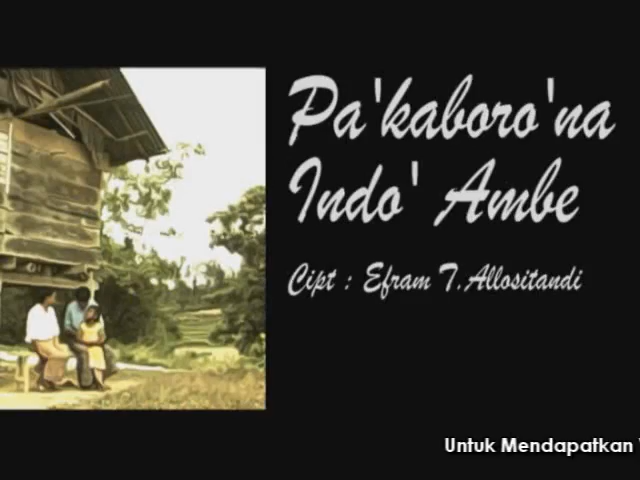 Pa'kaboro'na
Indo' Ambe
Cipt : Efram T.Allositandi
Untuk Mendapatkan